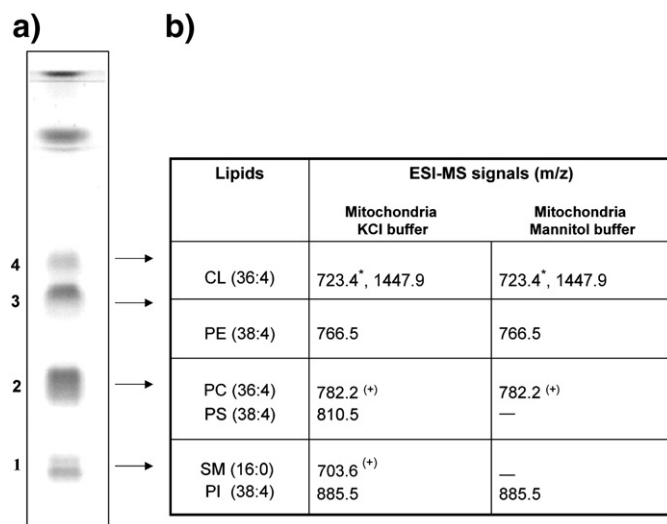 a)
b)
4
3
2
1
Lipids ESI-MS signals (m/z)
Mitochondria KCl buffer Mitochondria Mannitol buffer
CL (36:4) 723.4*, 1447.9 723.4*, 1447.9
PE (38:4) 766.5 766.5
PC (36:4) 782.2 (+) 782.2 (+)
PS (38:4) 810.5 —
SM (16:0) 703.6 (+) —
PI (38:4) 885.5 885.5